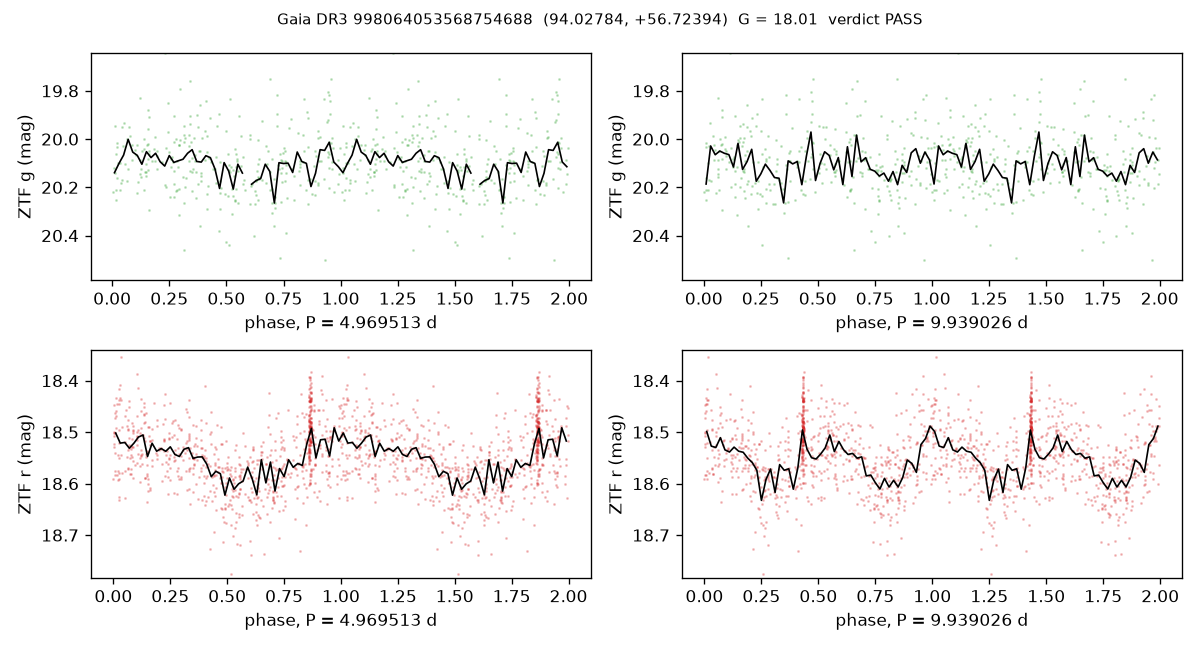 Gaia DR3 998064053568754688 (94.02784, +56.72394) G = 18.01 verdict PASS
ZTF g (mag)
19.8
20.0
20.2
20.4
0.00 0.25 0.50 0.75 1.00 1.25 1.50 1.75 2.00
phase, P = 4.969513 d
ZTF g (mag)
19.8
20.0
20.2
20.4
0.00 0.25 0.50 0.75 1.00 1.25 1.50 1.75 2.00
phase, P = 9.939026 d
ZTF r (mag)
18.4
18.5
18.6
18.7
0.00 0.25 0.50 0.75 1.00 1.25 1.50 1.75 2.00
phase, P = 4.969513 d
ZTF r (mag)
18.4
18.5
18.6
18.7
0.00 0.25 0.50 0.75 1.00 1.25 1.50 1.75 2.00
phase, P = 9.939026 d